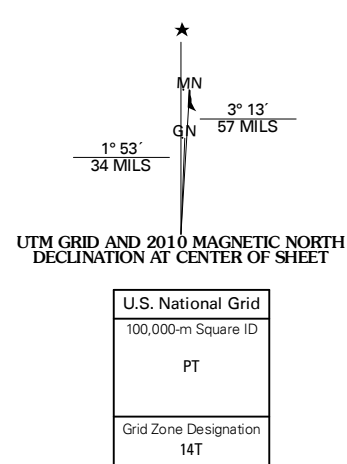 MN
3° 13´
57 MILS
GN
1° 53´
34 MILS
UTM GRID AND 2010 MAGNETIC NORTH
DECLINATION AT CENTER OF SHEET
U.S. National Grid
100,000-m Square ID
PT
Grid Zone Designation
14T